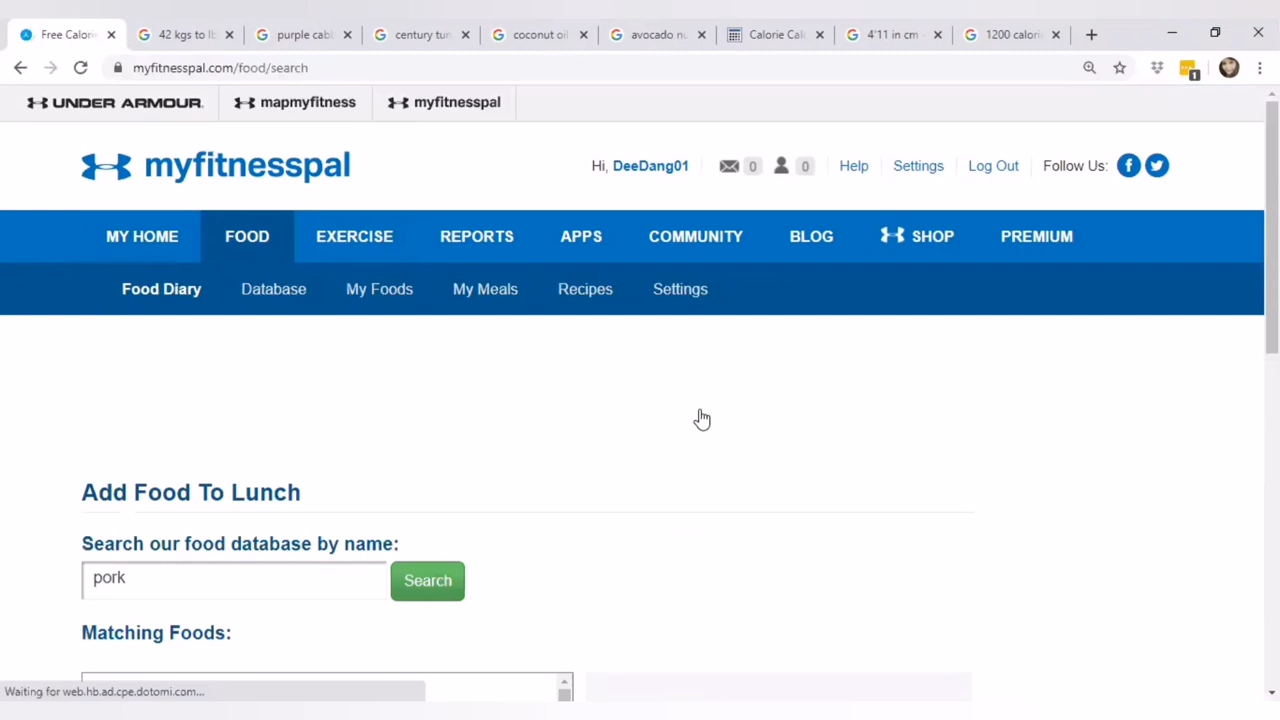 Free Calorie 42 kgs to lb purple cab century tun coconut oil avocado nu Calorie Calc 4'11 in cm - 1200 calori
myfitnesspal.com/food/search
1
UNDER ARMOUR. mapmyfitness myfitnesspal
myfitnesspal Hi, DeeDang01 0 0 Help Settings Log Out Follow Us:
MY HOME FOOD EXERCISE REPORTS APPS COMMUNITY BLOG SHOP PREMIUM
Food Diary Database My Foods My Meals Recipes Settings
Add Food To Lunch
Search our food database by name:
pork Search
Matching Foods:
Waiting for web.hb.ad.cpe.dotomi.com...